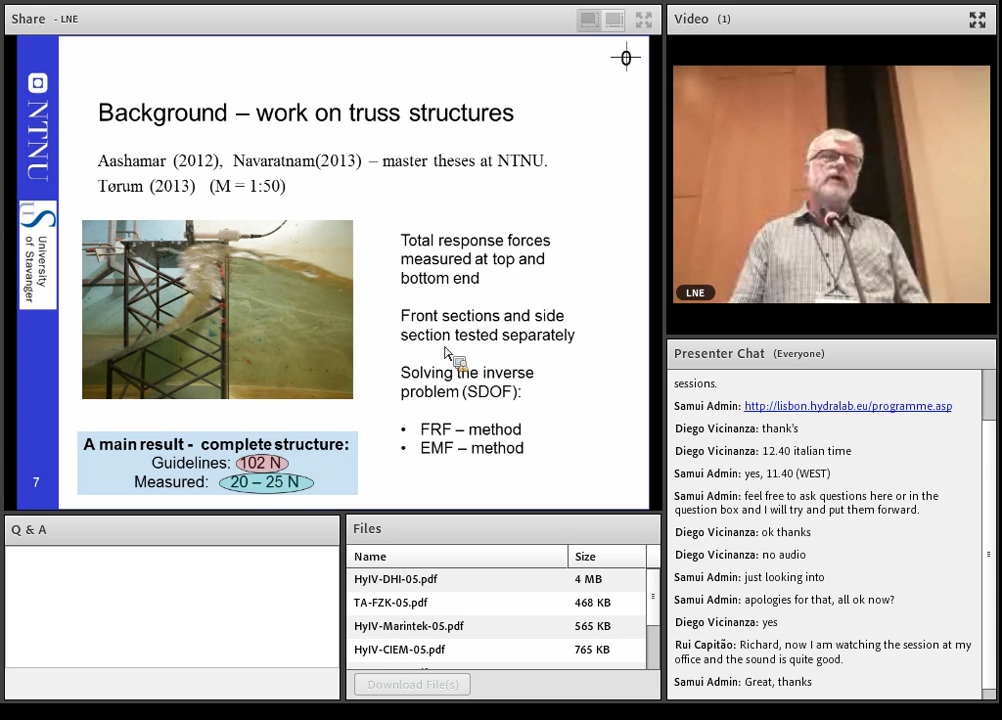 Share - LNE
0
Background – work on truss structures
Aashamar (2012), Navaratnam(2013) – master theses at NTNU.
Tørum (2013) (M = 1:50)
NTNU
University
of Stavanger
Total response forces
measured at top and
bottom end
Front sections and side
section tested separately
Solving the inverse
problem (SDOF):
• FRF – method
• EMF – method
A main result - complete structure:
Guidelines: 102 N
Measured: 20 – 25 N
7
Video (1)
LNE
Presenter Chat (Everyone)
sessions.
Samui Admin: http://lisbon.hydralab.eu/programme.asp
Diego Vicinanza: thank's
Diego Vicinanza: 12.40 italian time
Samui Admin: yes, 11.40 (WEST)
Samui Admin: feel free to ask questions here or in the
question box and I will try and put them forward.
Diego Vicinanza: ok thanks
Diego Vicinanza: no audio
Samui Admin: just looking into
Samui Admin: apologies for that, all ok now?
Diego Vicinanza: yes
Rui Capitão: Richard, now I am watching the session at my
office and the sound is quite good.
Samui Admin: Great, thanks
Q & A
Files
Name Size
HyIV-DHI-05.pdf 4 MB
TA-FZK-05.pdf 468 KB
HyIV-Marintek-05.pdf 565 KB
HyIV-CIEM-05.pdf 765 KB
Download File(s)